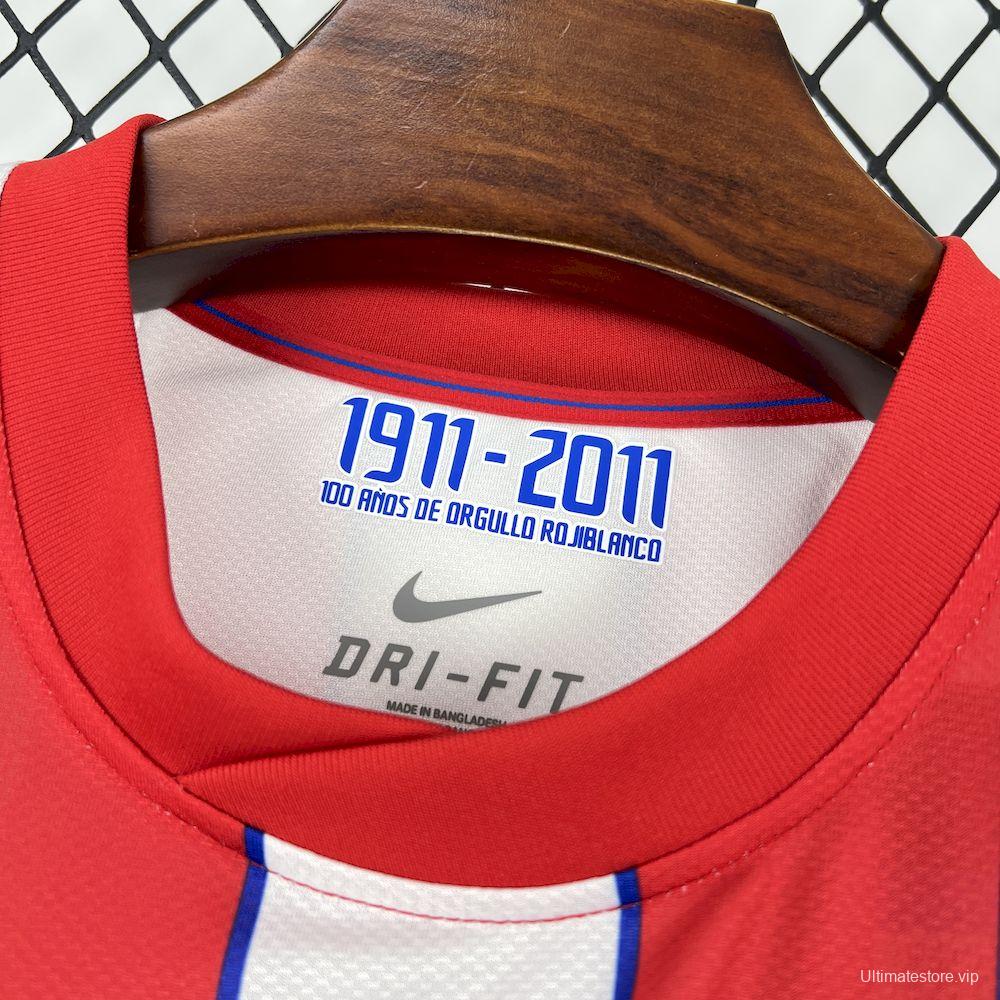 1911-2011
100 AÑOS DE ORGULLO ROJIBLANCO
DRI-FIT
MADE IN BANGLADESH
Ultimatestore.vip